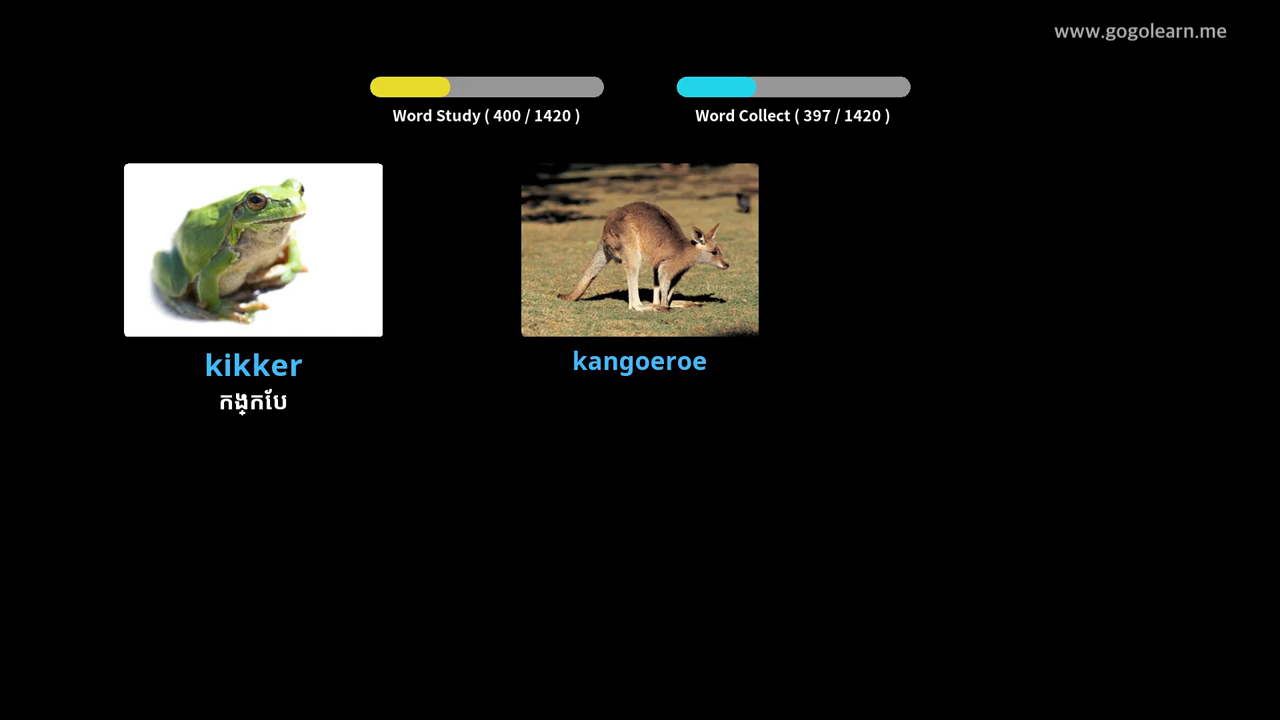 www.gogolearn.me
Word Study ( 400 / 1420 )
Word Collect ( 397 / 1420 )
kikker
កង្កែប
kangoeroe